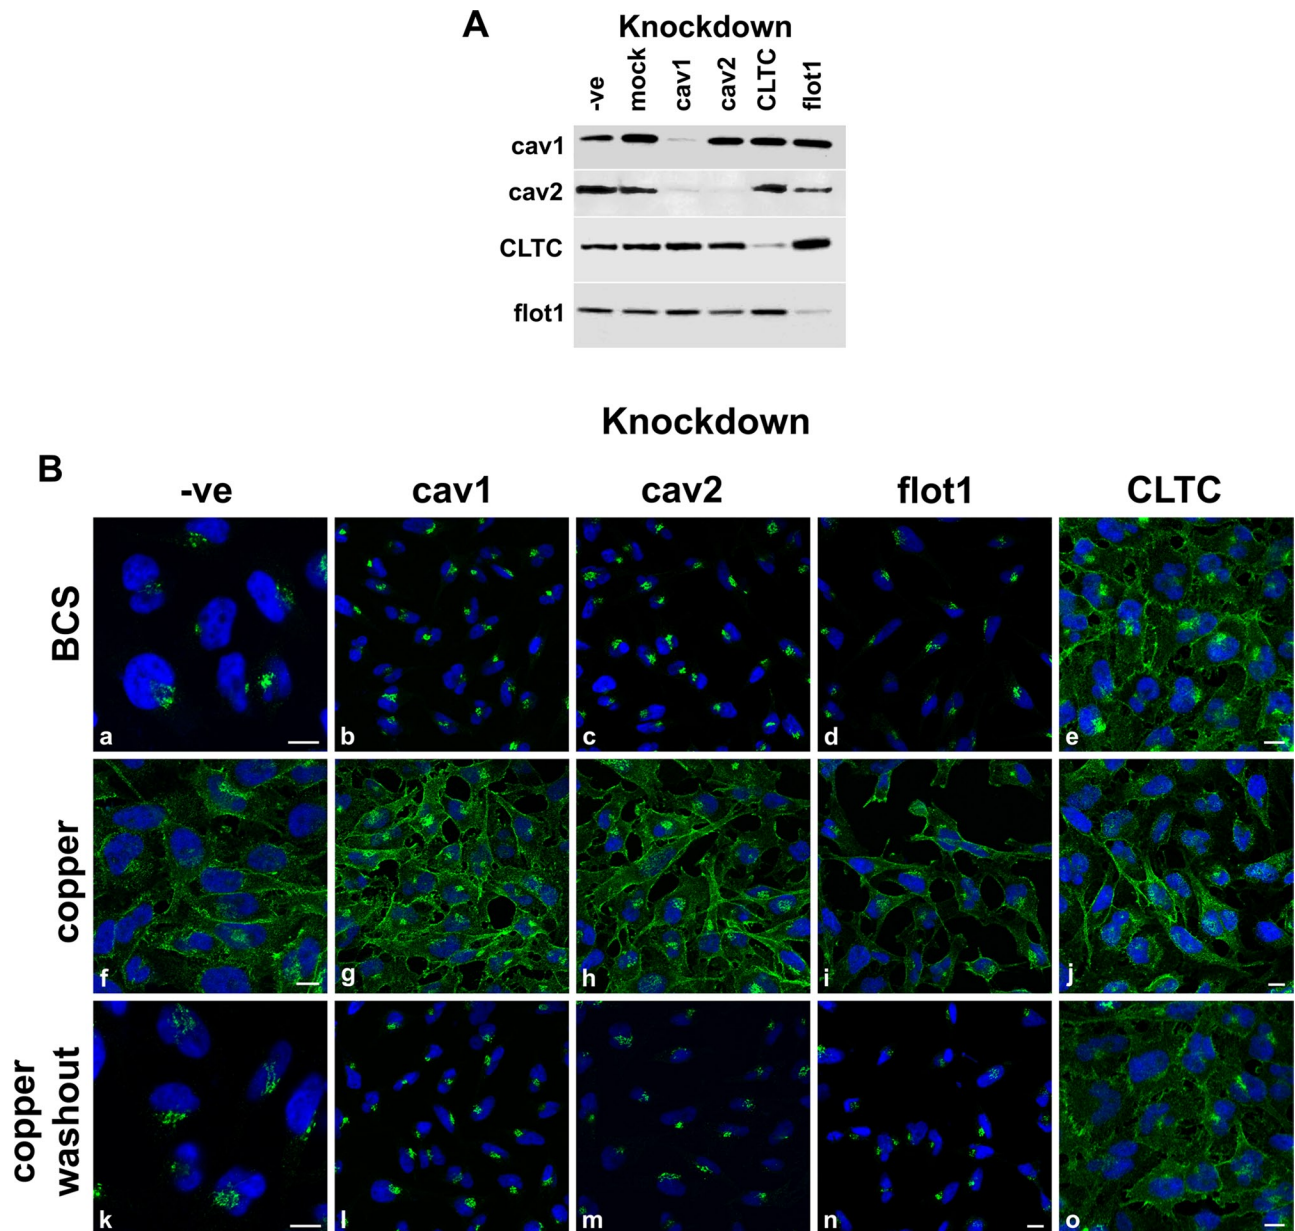 A
Knockdown
-ve mock cav1 cav2 CLTC flot1
cav1
cav2
CLTC
flot1
Knockdown
B
-ve cav1 cav2 flot1 CLTC
BCS
a b c d e
copper
f g h i j
copper
washout
k l m n o